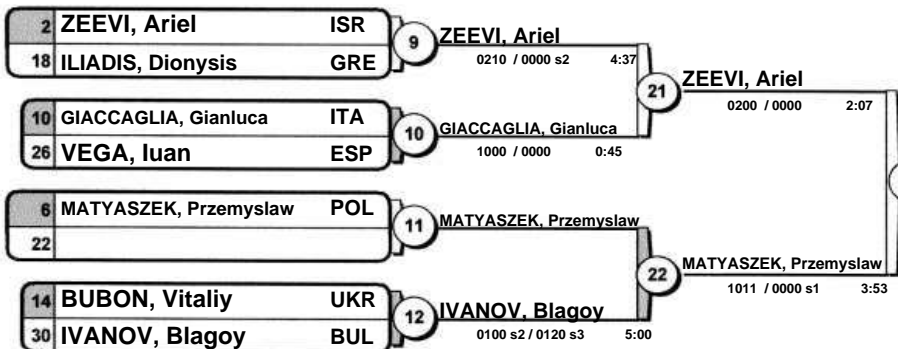 2 ZEEVI, Ariel ISR
18 ILIADIS, Dionysis GRE
9
ZEEVI, Ariel
0210 / 0000 s2 4:37
10 GIACCAGLIA, Gianluca ITA
26 VEGA, Iuan ESP
10
GIACCAGLIA, Gianluca
1000 / 0000 0:45
21
ZEEVI, Ariel
0200 / 0000 2:07
6 MATYASZEK, Przemyslaw POL
22
11
MATYASZEK, Przemyslaw
14 BUBON, Vitaliy UKR
30 IVANOV, Blagoy BUL
12
IVANOV, Blagoy
0100 s2 / 0120 s3 5:00
22
MATYASZEK, Przemyslaw
1011 / 0000 s1 3:53